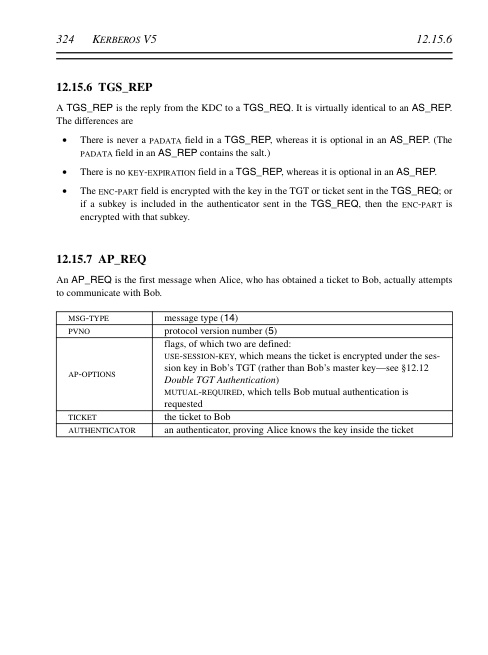 324 KERBEROS V5 12.15.6
12.15.6 TGS_REP
A TGS_REP is the reply from the KDC to a TGS_REQ. It is virtually identical to an AS_REP.
The differences are
• There is never a PADATA field in a TGS_REP, whereas it is optional in an AS_REP. (The
PADATA field in an AS_REP contains the salt.)
• There is no KEY-EXPIRATION field in a TGS_REP, whereas it is optional in an AS_REP.
• The ENC-PART field is encrypted with the key in the TGT or ticket sent in the TGS_REQ; or
if a subkey is included in the authenticator sent in the TGS_REQ, then the ENC-PART is
encrypted with that subkey.
12.15.7 AP_REQ
An AP_REQ is the first message when Alice, who has obtained a ticket to Bob, actually attempts
to communicate with Bob.
MSG-TYPE message type (14)
PVNO protocol version number (5)
AP-OPTIONS
flags, of which two are defined:
USE-SESSION-KEY, which means the ticket is encrypted under the ses-
sion key in Bob's TGT (rather than Bob's master key—see §12.12
Double TGT Authentication)
MUTUAL-REQUIRED, which tells Bob mutual authentication is
requested
TICKET the ticket to Bob
AUTHENTICATOR an authenticator, proving Alice knows the key inside the ticket